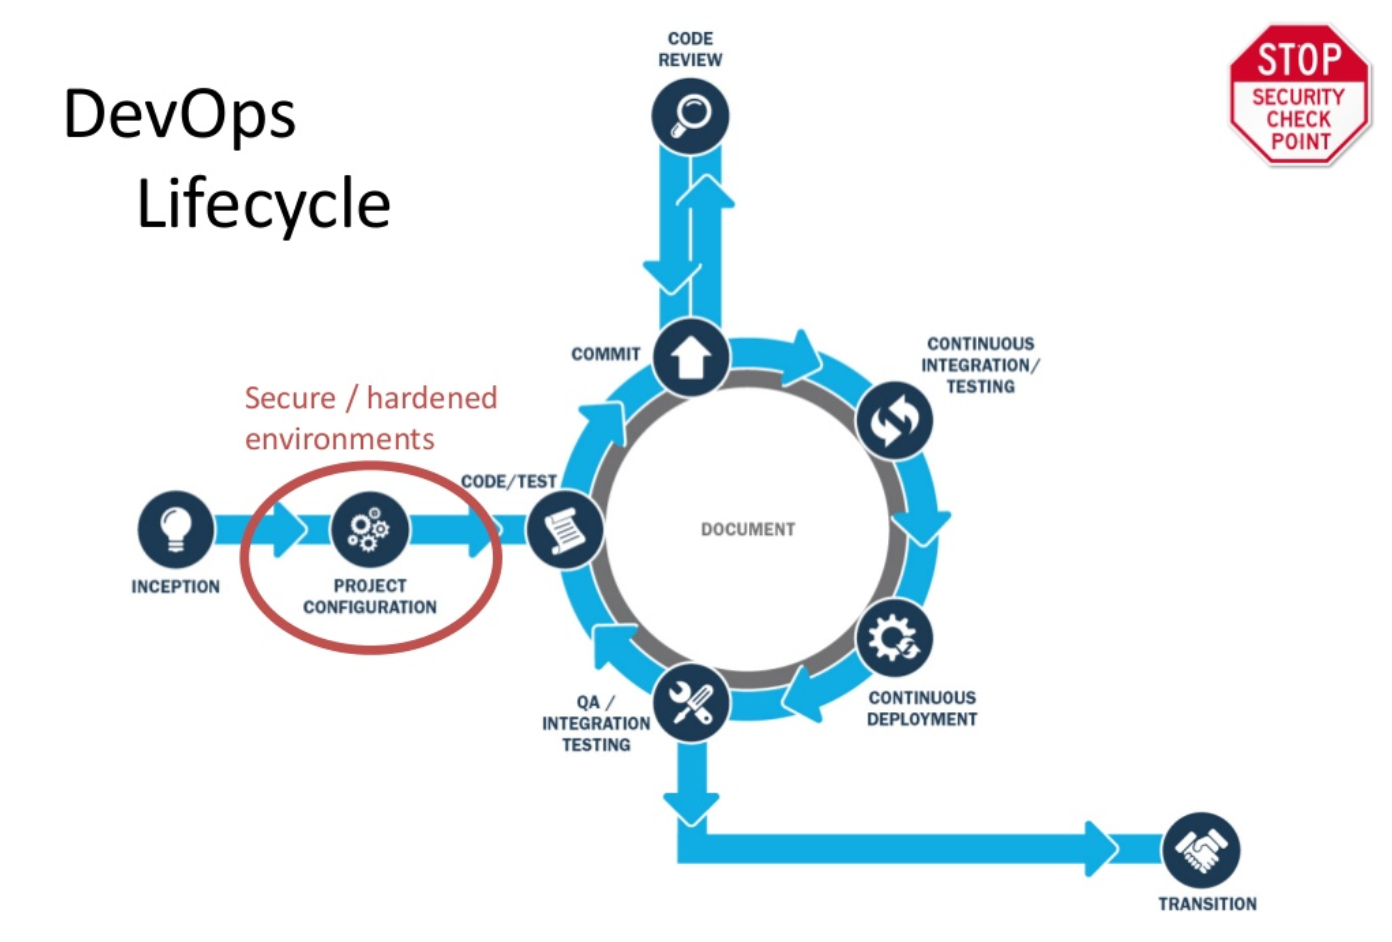 DevOps
Lifecycle
CODE
REVIEW
STOP
SECURITY
CHECK
POINT
COMMIT
CONTINUOUS
INTEGRATION/
TESTING
Secure / hardened
environments
CODE/TEST
DOCUMENT
INCEPTION
PROJECT
CONFIGURATION
QA /
INTEGRATION
TESTING
CONTINUOUS
DEPLOYMENT
TRANSITION